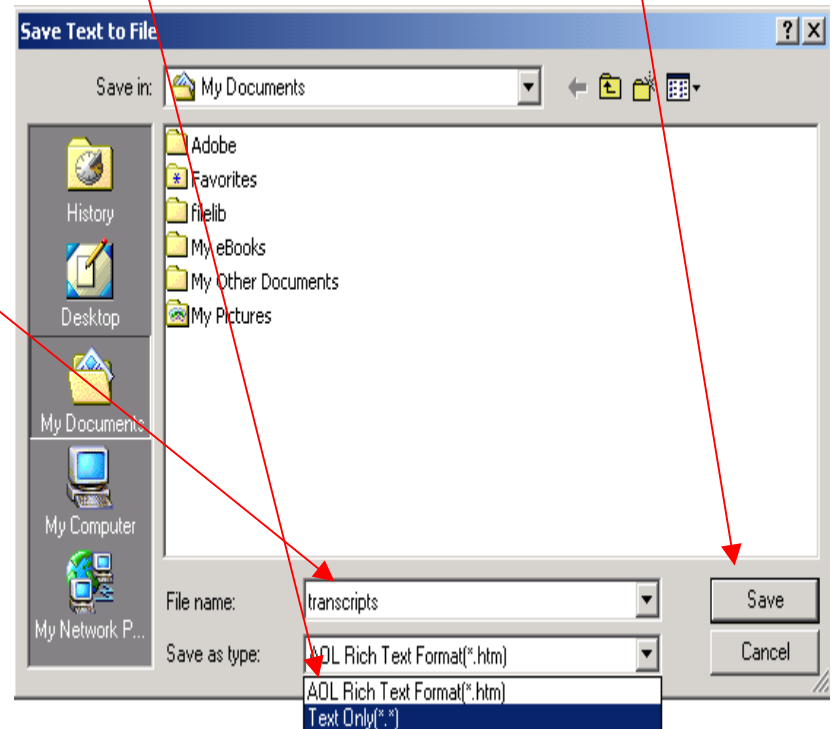 Save Text to File
Save in: My Documents
History
Desktop
My Documents
My Computer
My Network P...
Adobe
Favorites
filelib
My eBooks
My Other Documents
My Pictures
File name: transcripts
Save
Save as type: AOL Rich Text Format(*.htm)
Cancel
AOL Rich Text Format(*.htm)
Text Only(*.*)